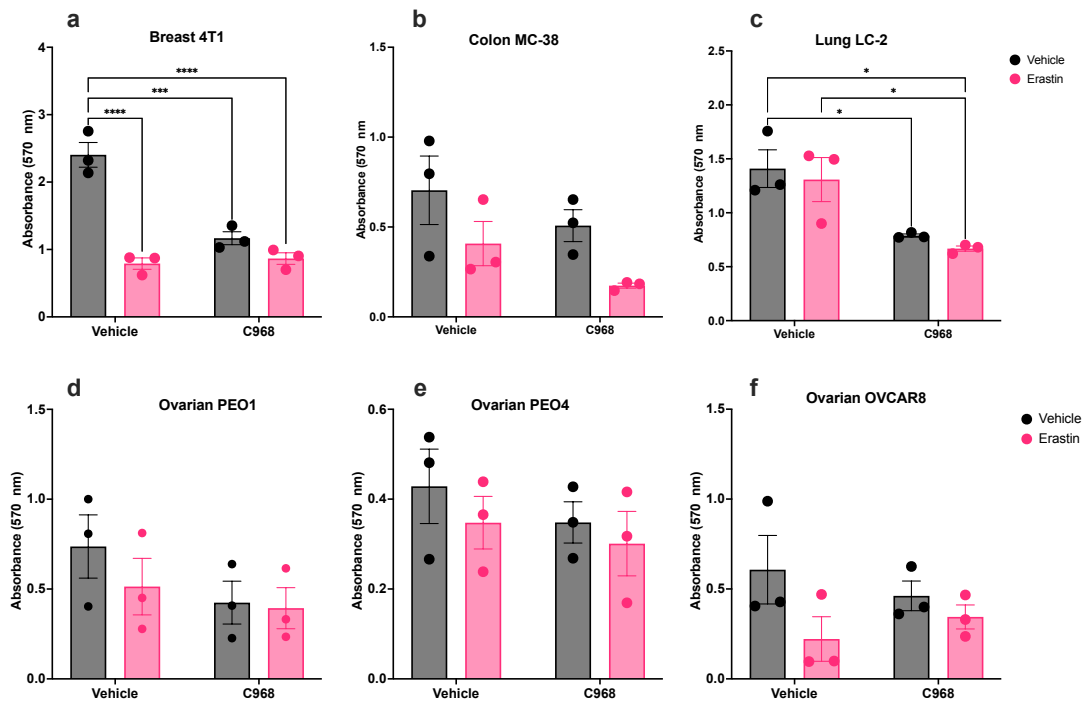 a
Breast 4T1
Absorbance (570 nm
4
3
2
1
0
****
***
****
Vehicle
C968
b
Colon MC-38
Absorbance (570 nm
1.5
1.0
0.5
0.0
Vehicle
C968
c
Lung LC-2
Absorbance (570 nm
2.5
2.0
1.5
1.0
0.5
0.0
*
*
*
Vehicle
C968
Vehicle
Erastin
d
Ovarian PEO1
Absorbance (570 nm)
1.5
1.0
0.5
0.0
Vehicle
C968
e
Ovarian PEO4
Absorbance (570 nm)
0.6
0.4
0.2
0.0
Vehicle
C968
f
Ovarian OVCAR8
Absorbance (570 nm)
1.5
1.0
0.5
0.0
Vehicle
C968
Vehicle
Erastin